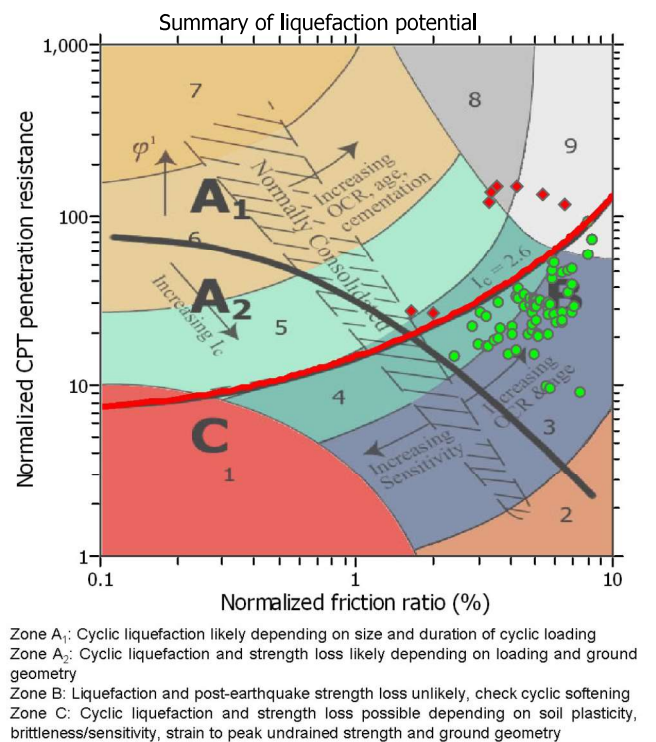 Summary of liquefaction potential
1,000
100
10
1
Normalized CPT penetration resistance
7
8
9
φ¹
A1
Normally Consolidated
Increasing
OCR, age,
cementation
6
A2
Increasing Ic
Ic = 2.6
B
5
4
Increasing
OCR & age
C
1
Increasing
Sensitivity
3
2
0.1
1
10
Normalized friction ratio (%)
Zone A1: Cyclic liquefaction likely depending on size and duration of cyclic loading
Zone A2: Cyclic liquefaction and strength loss likely depending on loading and ground
geometry
Zone B: Liquefaction and post-earthquake strength loss unlikely, check cyclic softening
Zone C: Cyclic liquefaction and strength loss possible depending on soil plasticity,
brittleness/sensitivity, strain to peak undrained strength and ground geometry